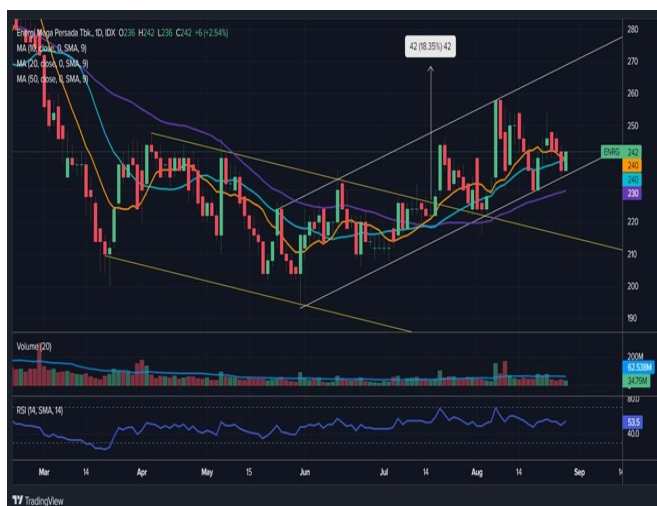 Energi Mega Persada Tbk., 1D, IDX O236 H242 L236 C242 +6 (+2.54%)
MA (10, close, 0, SMA, 9)
MA (20, close, 0, SMA, 9)
MA (50, close, 0, SMA, 9)
42 (18.35%) 42
280
270
260
250
ENRG 242
240
240
230
220
210
200
190
Volume (20)
200M
62.538M
34.79M
RSI (14, SMA, 14)
80.0
53.5
40.0
Mar 14 Apr May 15 Jun Jul 14 Aug 14 Sep 14
TradingView